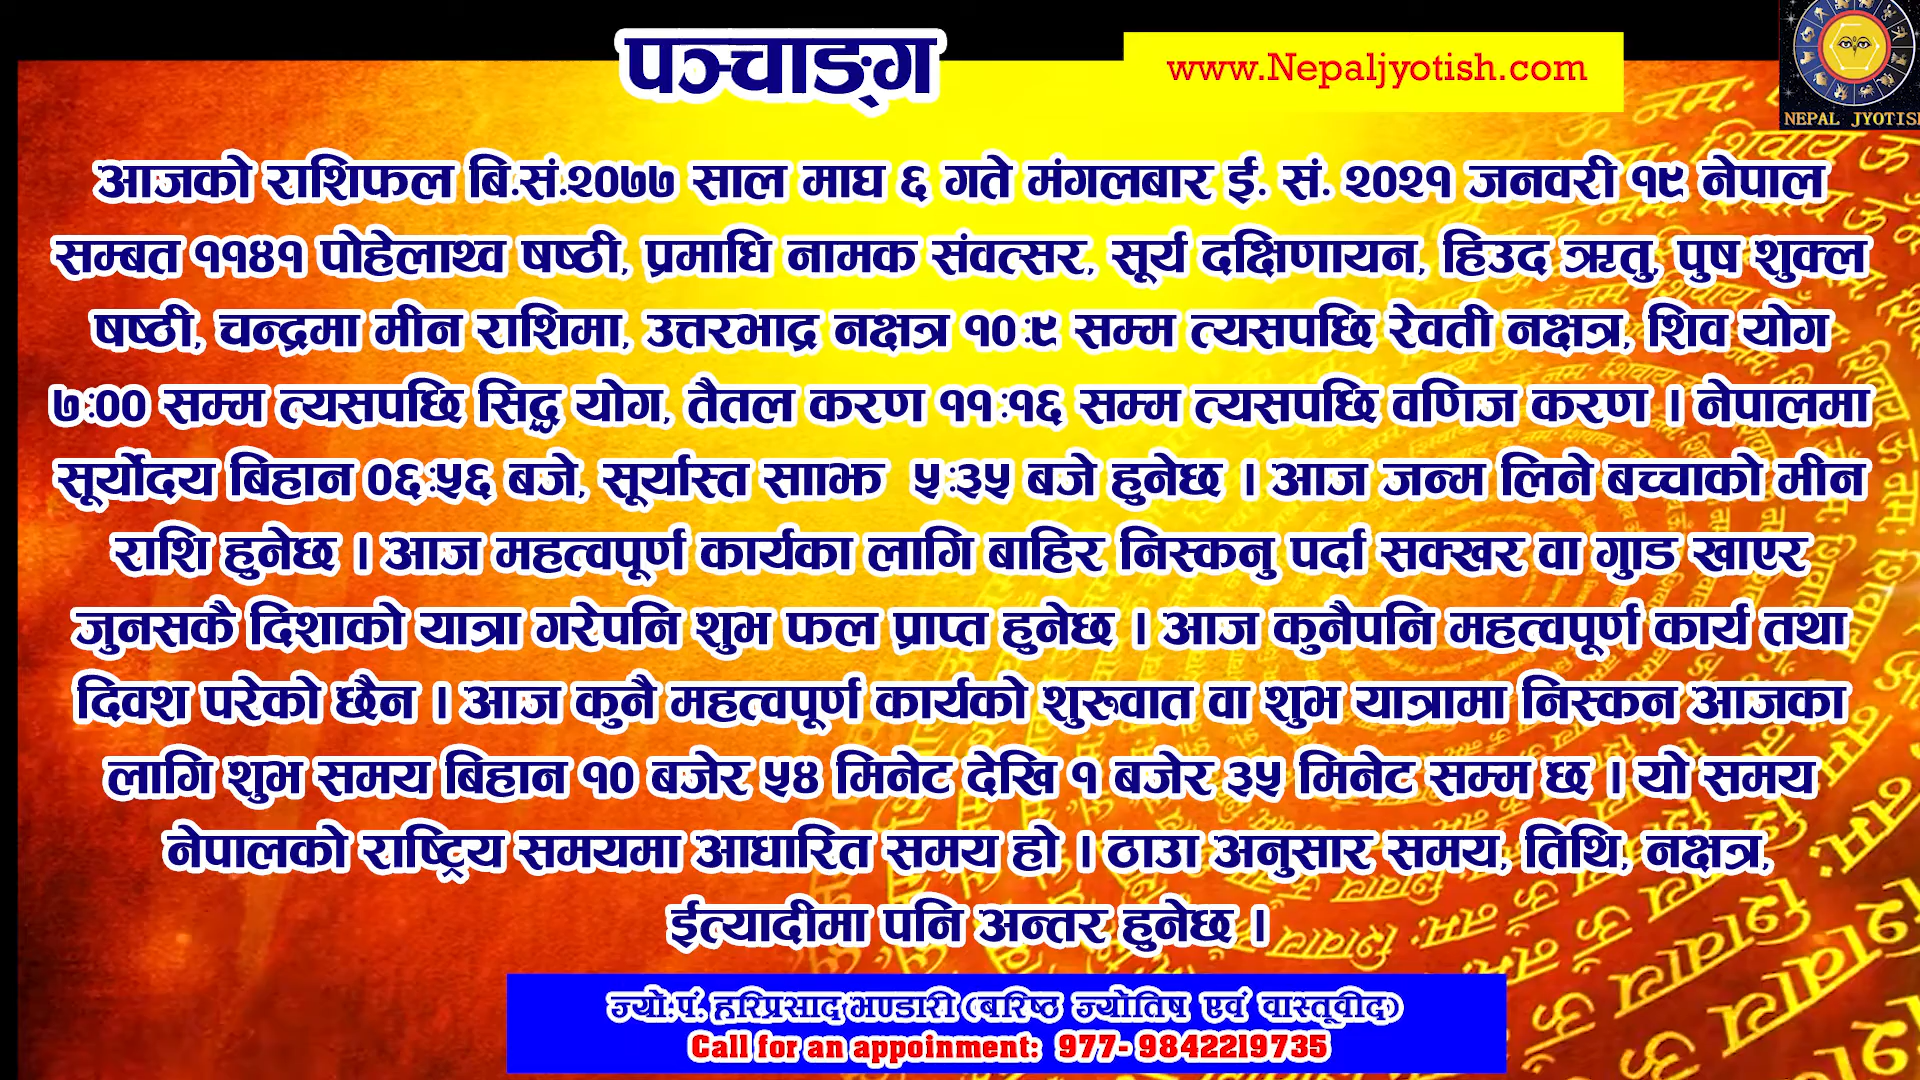 पञ्चाङ्ग
www.Nepaljyotish.com
NEPAL JYOTISH
आजको राशिफल बि.सं.२०७७ साल माघ ६ गते मंगलबार ई. सं. २०२१ जनवरी १९ नेपाल
सम्बत ११४१ पोहेलाथ्व षष्ठी, प्रमाधि नामक संवत्सर, सूर्य दक्षिणायन, हिउद ऋतु, पुष शुक्ल
षष्ठी, चन्द्रमा मीन राशिमा, उत्तरभाद्र नक्षत्र १०:९ सम्म त्यसपछि रेवती नक्षत्र, शिव योग
७:०० सम्म त्यसपछि सिद्ध योग, तैतल करण ११:१६ सम्म त्यसपछि वणिज करण । नेपालमा
सूर्योदय बिहान ०६:५६ बजे, सूर्यास्त सााझ ५:३५ बजे हुनेछ । आज जन्म लिने बच्चाको मीन
राशि हुनेछ । आज महत्वपूर्ण कार्यका लागि बाहिर निस्कनु पर्दा सक्खर वा गुाड खाएर
जुनसकै दिशाको यात्रा गरेपनि शुभ फल प्राप्त हुनेछ । आज कुनैपनि महत्वपूर्ण कार्य तथा
दिवश परेको छैन । आज कुनै महत्वपूर्ण कार्यको शुरुवात वा शुभ यात्रामा निस्कन आजका
लागि शुभ समय बिहान १० बजेर ५४ मिनेट देखि १ बजेर ३५ मिनेट सम्म छ । यो समय
नेपालको राष्ट्रिय समयमा आधारित समय हो । ठाउा अनुसार समय, तिथि, नक्षत्र,
ईत्यादीमा पनि अन्तर हुनेछ ।
ज्यो.पं. हरिप्रसाद भण्डारी (बरिष्ठ ज्योतिष एवं वास्तूवीद)
Call for an appoinment: 977- 9842219735